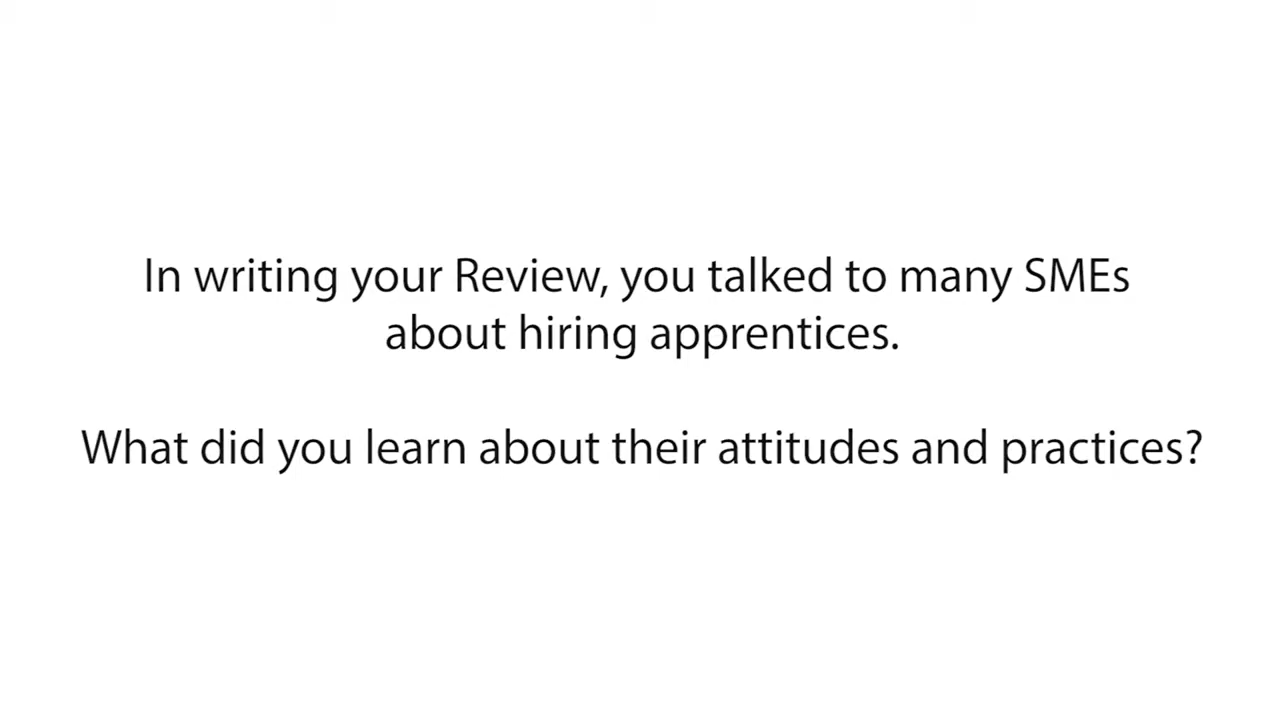 In writing your Review, you talked to many SMEs
about hiring apprentices.
What did you learn about their attitudes and practices?